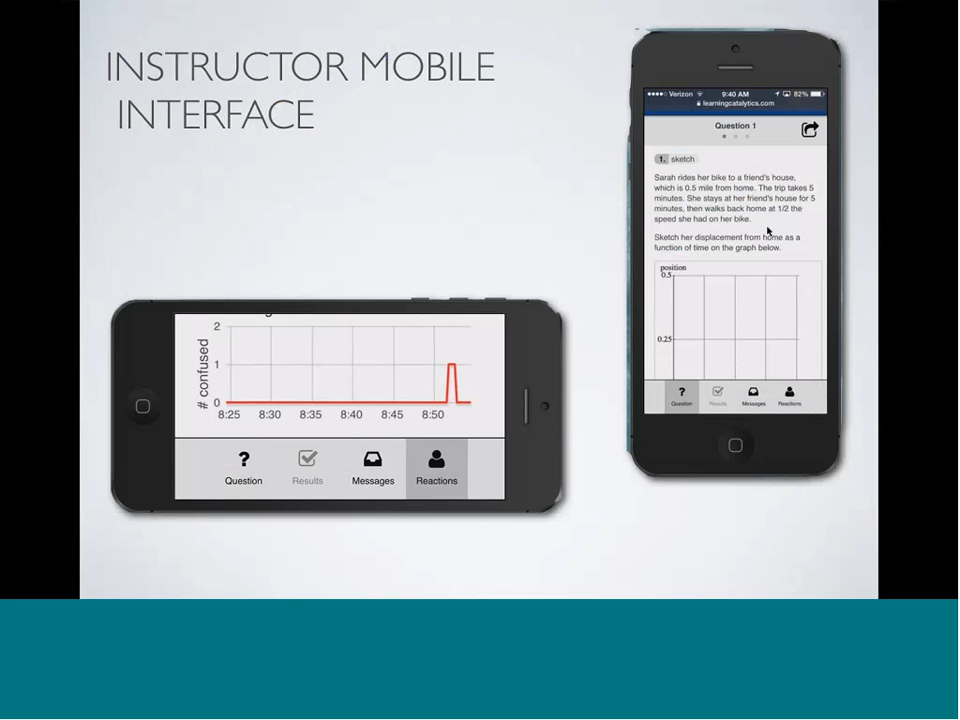 INSTRUCTOR MOBILE
INTERFACE
Verizon 9:40 AM 82%
learningcatalytics.com
Question 1
1. sketch
Sarah rides her bike to a friend's house,
which is 0.5 mile from home. The trip takes 5
minutes. She stays at her friend's house for 5
minutes, then walks back home at 1/2 the
speed she had on her bike.
Sketch her displacement from home as a
function of time on the graph below.
position
0.5
0.25
Question Results Messages Reactions
# confused
2
1
0
8:25 8:30 8:35 8:40 8:45 8:50
? 
Question Results Messages Reactions